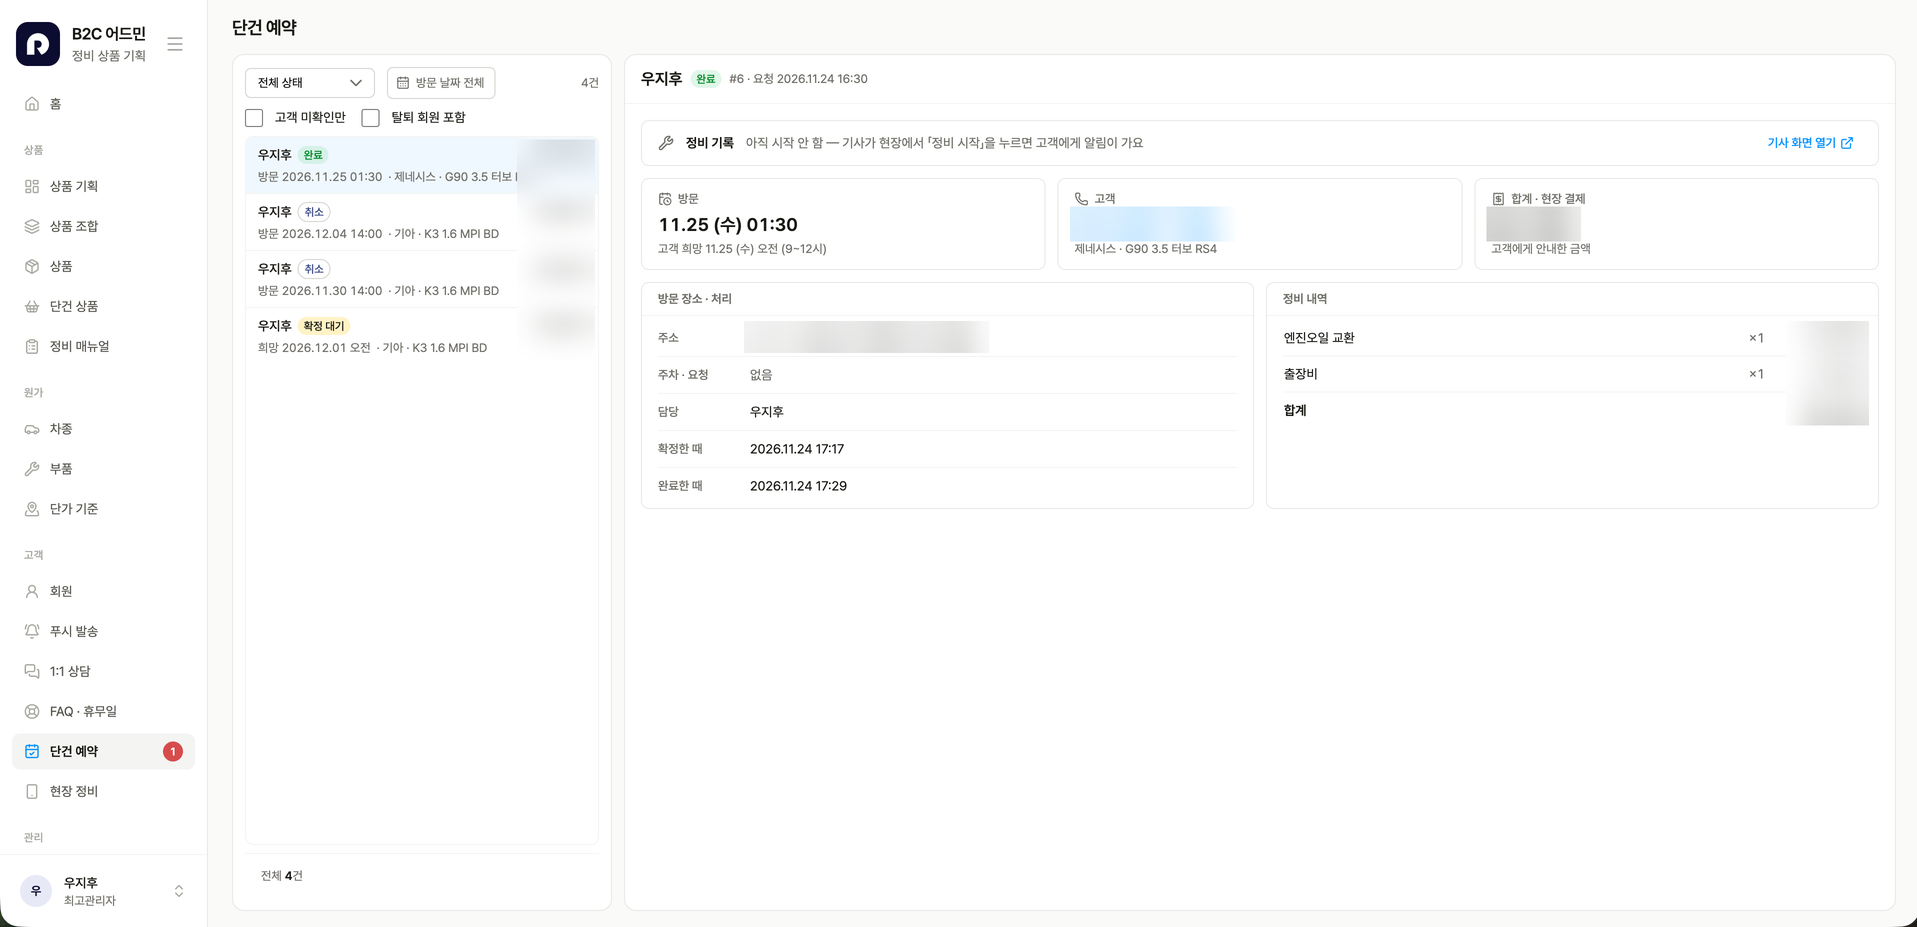 B2C 어드민
정비 상품 기획
홈
상품
상품 기획
상품 조합
상품
단건 상품
정비 매뉴얼
원가
차종
부품
단가 기준
고객
회원
푸시 발송
1:1 상담
FAQ · 휴무일
단건 예약 1
현장 정비
관리
우 우지후
최고관리자
단건 예약
전체 상태 방문 날짜 전체 4건
고객 미확인만 탈퇴 회원 포함
우지후 완료
방문 2026.11.25 01:30 · 제네시스 · G90 3.5 터보
우지후 취소
방문 2026.12.04 14:00 · 기아 · K3 1.6 MPI BD
우지후 취소
방문 2026.11.30 14:00 · 기아 · K3 1.6 MPI BD
우지후 확정 대기
희망 2026.12.01 오전 · 기아 · K3 1.6 MPI BD
전체 4건
우지후 완료 #6 · 요청 2026.11.24 16:30
정비 기록 아직 시작 안 함 — 기사가 현장에서 「정비 시작」을 누르면 고객에게 알림이 가요 기사 화면 열기
방문
11.25 (수) 01:30
고객 희망 11.25 (수) 오전 (9~12시)
고객
제네시스 · G90 3.5 터보 RS4
합계 · 현장 결제
고객에게 안내한 금액
방문 장소 · 처리
주소
주차 · 요청 없음
담당 우지후
확정한 때 2026.11.24 17:17
완료한 때 2026.11.24 17:29
정비 내역
엔진오일 교환 ×1
출장비 ×1
합계